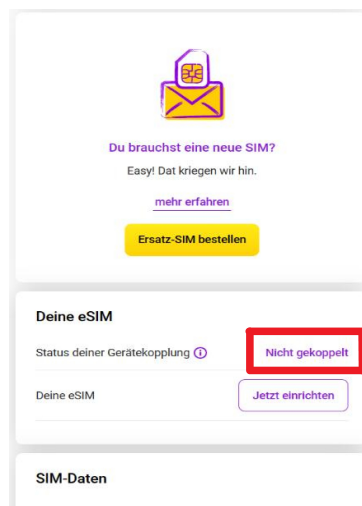 Du brauchst eine neue SIM?
Easy! Dat kriegen wir hin.
mehr erfahren
Ersatz-SIM bestellen
Deine eSIM
Status deiner Gerätekopplung Nicht gekoppelt
Deine eSIM Jetzt einrichten
SIM-Daten